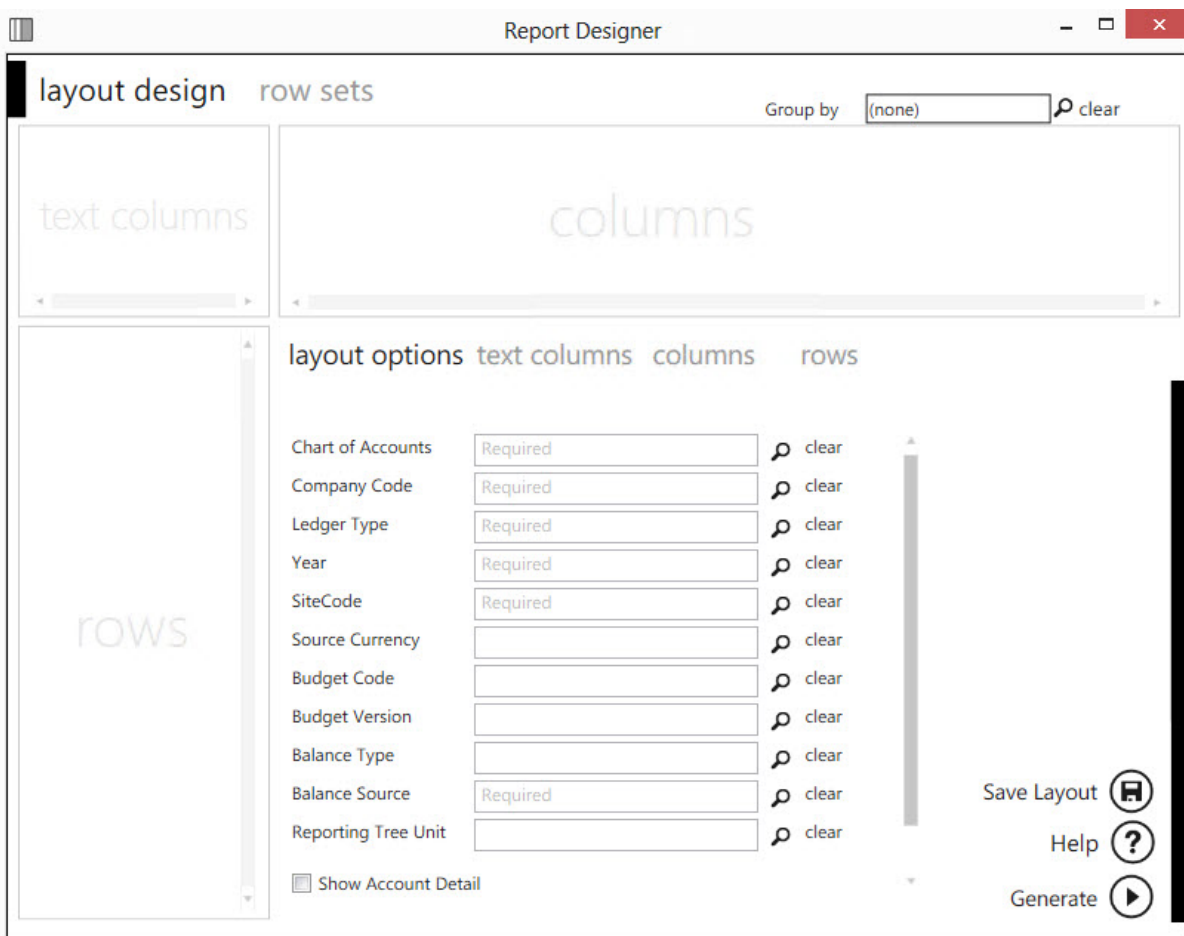 Report Designer
layout design row sets
Group by (none) clear
text columns columns
layout options text columns columns rows
Chart of Accounts Required clear
Company Code Required clear
Ledger Type Required clear
Year Required clear
SiteCode Required clear
rows
Source Currency clear
Budget Code clear
Budget Version clear
Balance Type clear
Balance Source Required clear
Save Layout
Reporting Tree Unit clear
Help ?
Show Account Detail
Generate